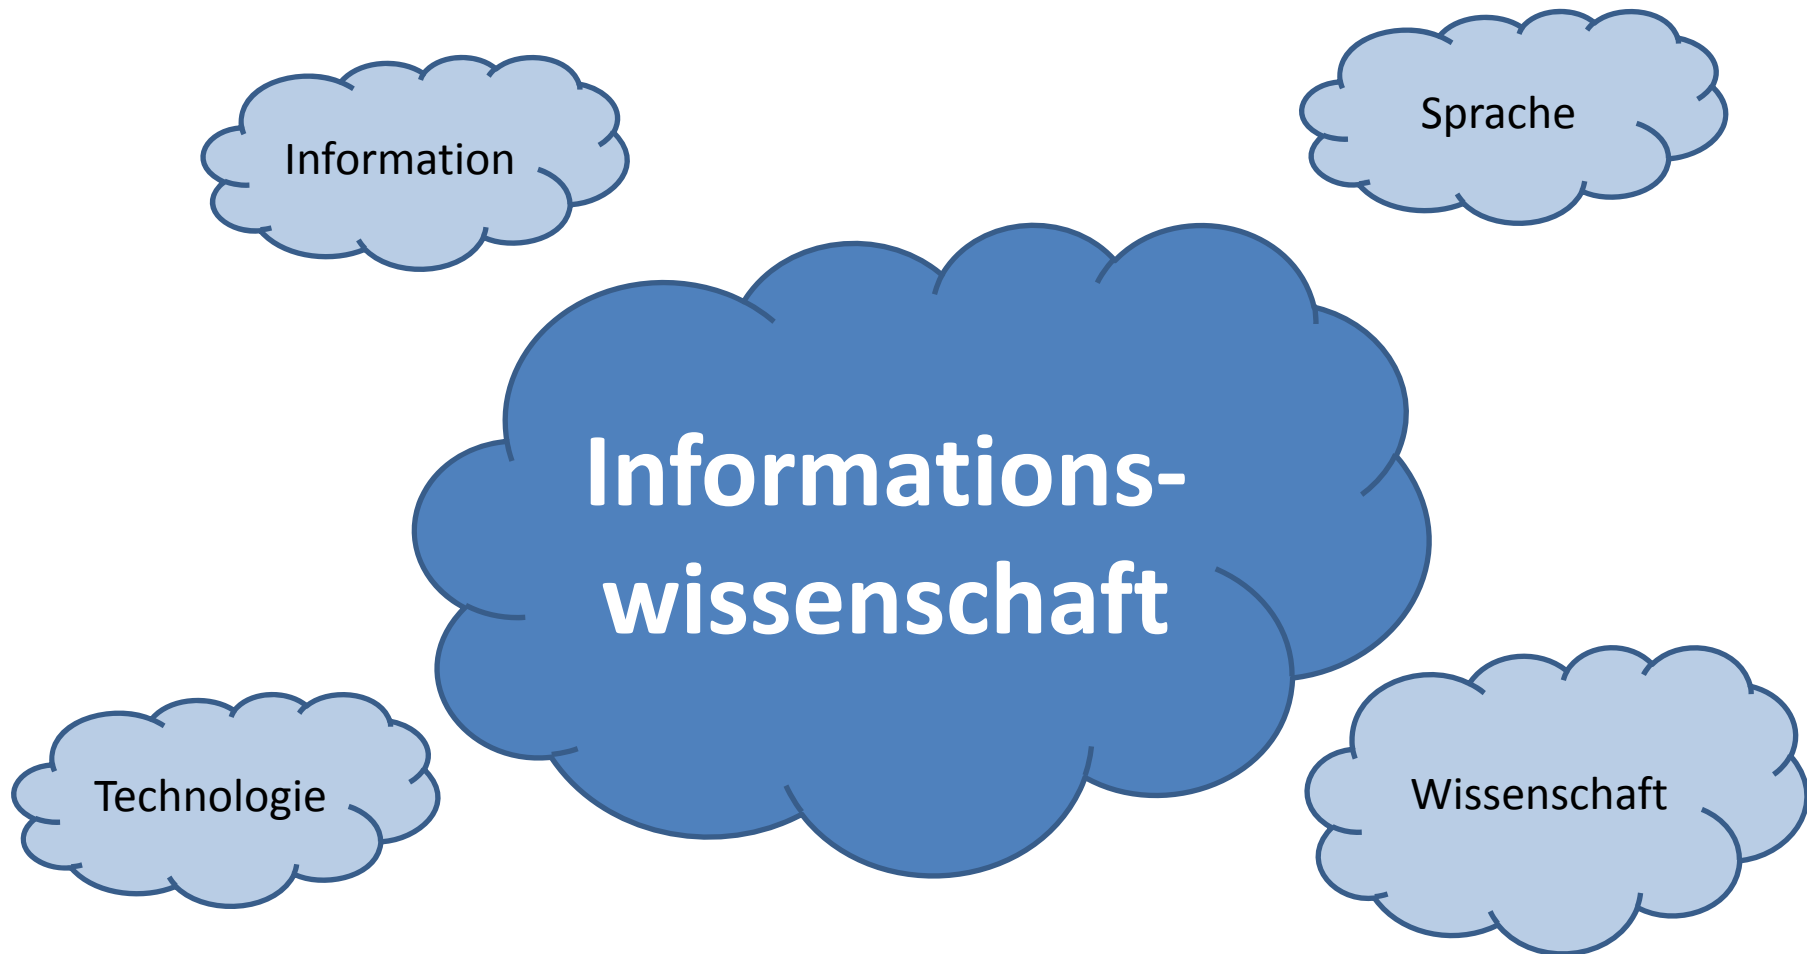 Information
Sprache
Informations-
wissenschaft
Technologie
Wissenschaft